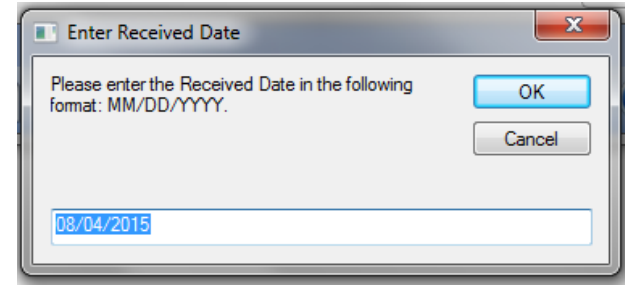 Enter Received Date
Please enter the Received Date in the following
format: MM/DD/YYYY.
OK
Cancel
08/04/2015